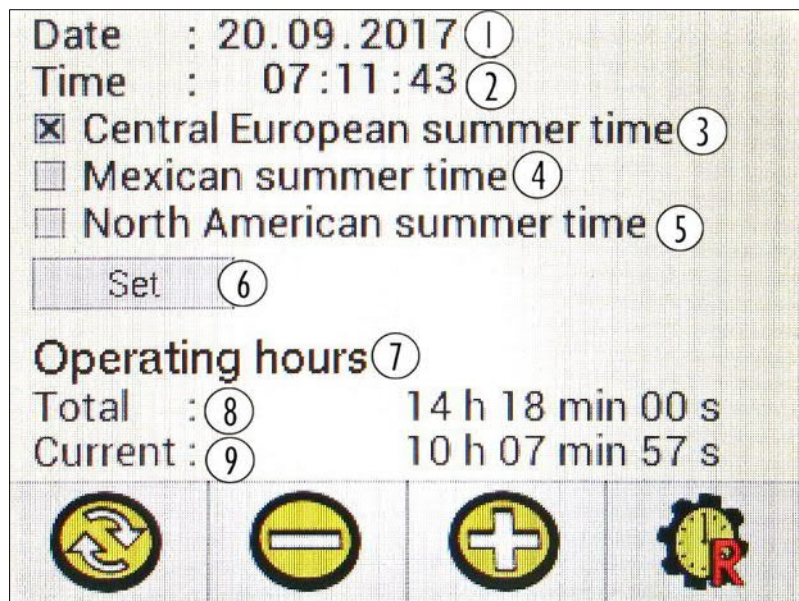 Date : 20.09.2017 1
Time : 07:11:43 2
Central European summer time 3
Mexican summer time 4
North American summer time 5
Set 6
Operating hours 7
Total : 8 14 h 18 min 00 s
Current : 9 10 h 07 min 57 s
R